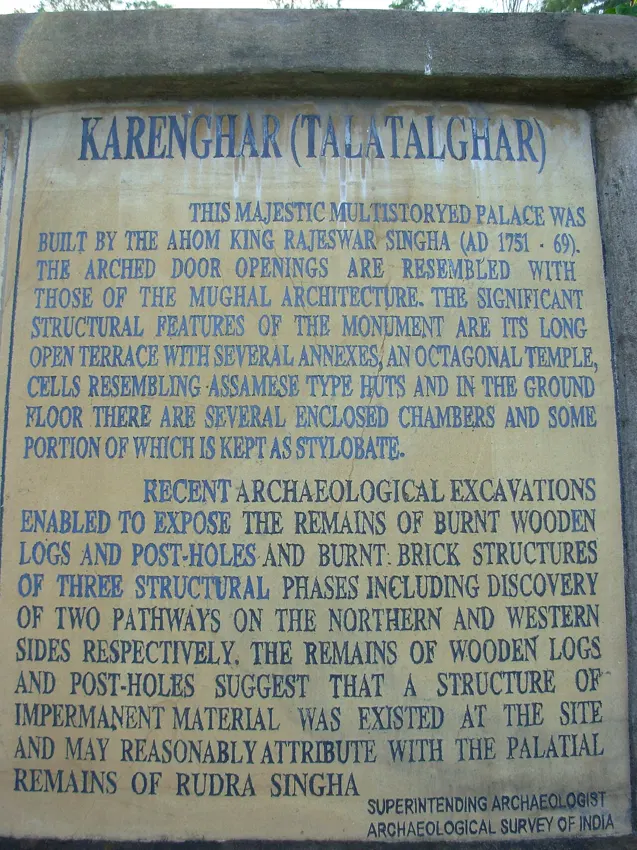 KARENGHAR (TALATALGHAR)
THIS MAJESTIC MULTISTORYED PALACE WAS
BUILT BY THE AHOM KING RAJESWAR SINGHA (AD 1751 - 69).
THE ARCHED DOOR OPENINGS ARE RESEMBLED WITH
THOSE OF THE MUGHAL ARCHITECTURE. THE SIGNIFICANT
STRUCTURAL FEATURES OF THE MONUMENT ARE ITS LONG
OPEN TERRACE WITH SEVERAL ANNEXES, AN OCTAGONAL TEMPLE,
CELLS RESEMBLING ASSAMESE TYPE HUTS AND IN THE GROUND
FLOOR THERE ARE SEVERAL ENCLOSED CHAMBERS AND SOME
PORTION OF WHICH IS KEPT AS STYLOBATE.
RECENT ARCHAEOLOGICAL EXCAVATIONS
ENABLED TO EXPOSE THE REMAINS OF BURNT WOODEN
LOGS AND POST-HOLES AND BURNT BRICK STRUCTURES
OF THREE STRUCTURAL PHASES INCLUDING DISCOVERY
OF TWO PATHWAYS ON THE NORTHERN AND WESTERN
SIDES RESPECTIVELY. THE REMAINS OF WOODEN LOGS
AND POST-HOLES SUGGEST THAT A STRUCTURE OF
IMPERMANENT MATERIAL WAS EXISTED AT THE SITE
AND MAY REASONABLY ATTRIBUTE WITH THE PALATIAL
REMAINS OF RUDRA SINGHA
SUPERINTENDING ARCHAEOLOGIST
ARCHAEOLOGICAL SURVEY OF INDIA